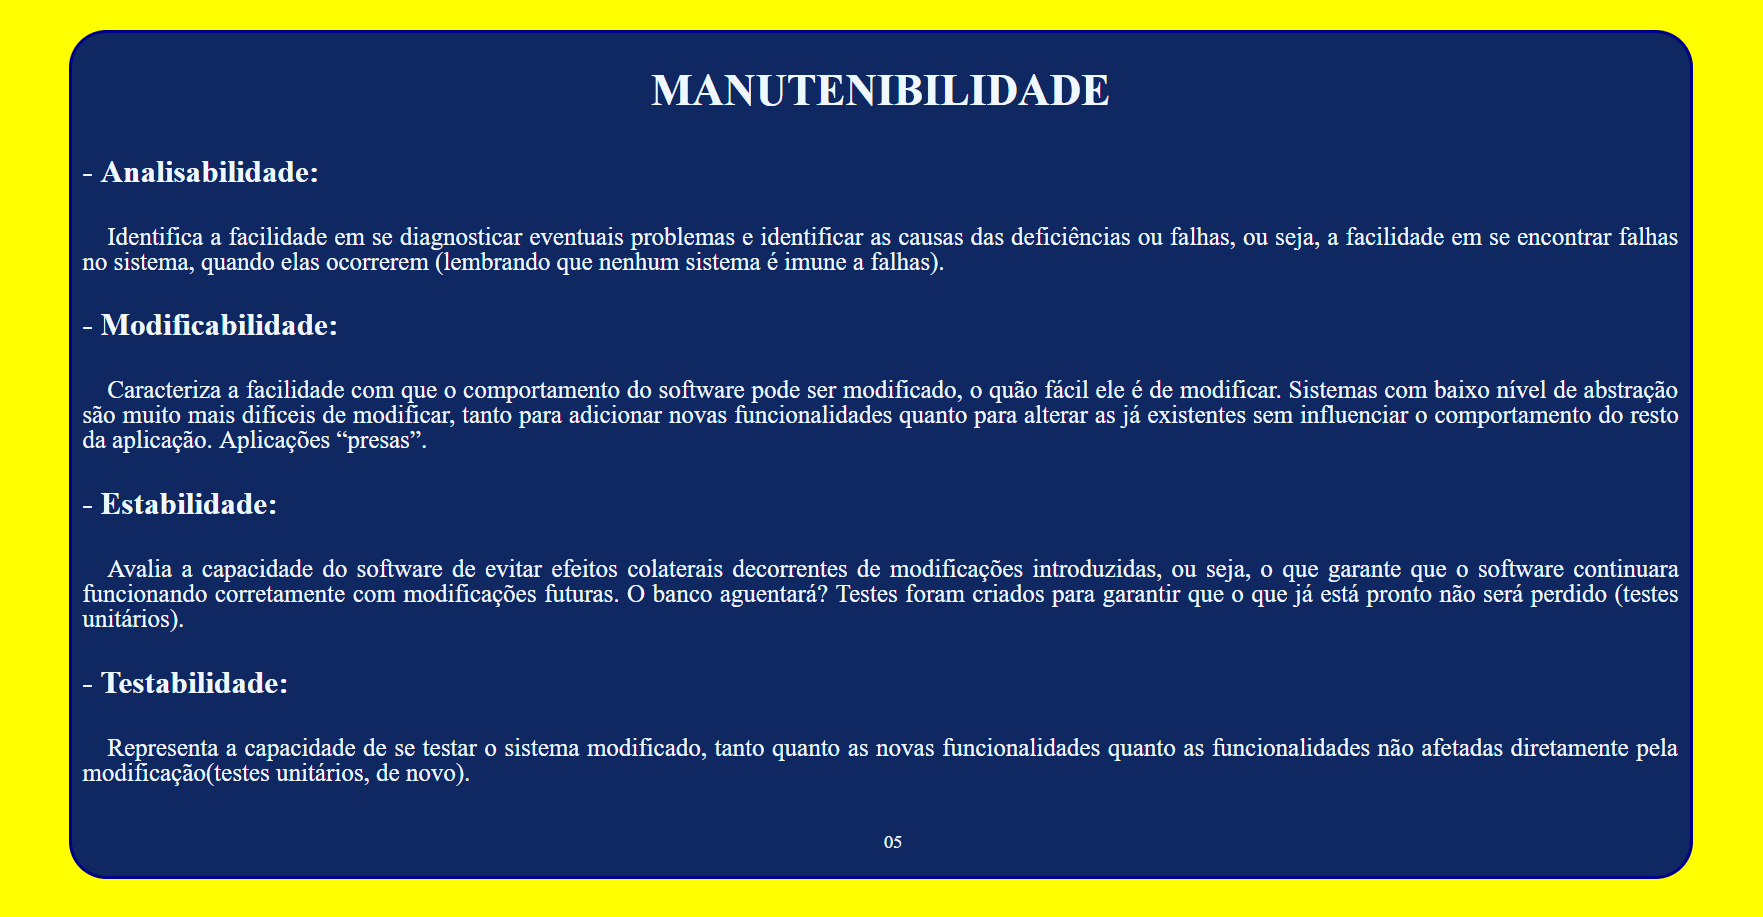 MANUTENIBILIDADE
- Analisabilidade:
Identifica a facilidade em se diagnosticar eventuais problemas e identificar as causas das deficiências ou falhas, ou seja, a facilidade em se encontrar falhas
no sistema, quando elas ocorrerem (lembrando que nenhum sistema é imune a falhas).
- Modificabilidade:
Caracteriza a facilidade com que o comportamento do software pode ser modificado, o quão fácil ele é de modificar. Sistemas com baixo nível de abstração
são muito mais difíceis de modificar, tanto para adicionar novas funcionalidades quanto para alterar as já existentes sem influenciar o comportamento do resto
da aplicação. Aplicações “presas”.
- Estabilidade:
Avalia a capacidade do software de evitar efeitos colaterais decorrentes de modificações introduzidas, ou seja, o que garante que o software continuara
funcionando corretamente com modificações futuras. O banco aguentará? Testes foram criados para garantir que o que já está pronto não será perdido (testes
unitários).
- Testabilidade:
Representa a capacidade de se testar o sistema modificado, tanto quanto as novas funcionalidades quanto as funcionalidades não afetadas diretamente pela
modificação(testes unitários, de novo).
05